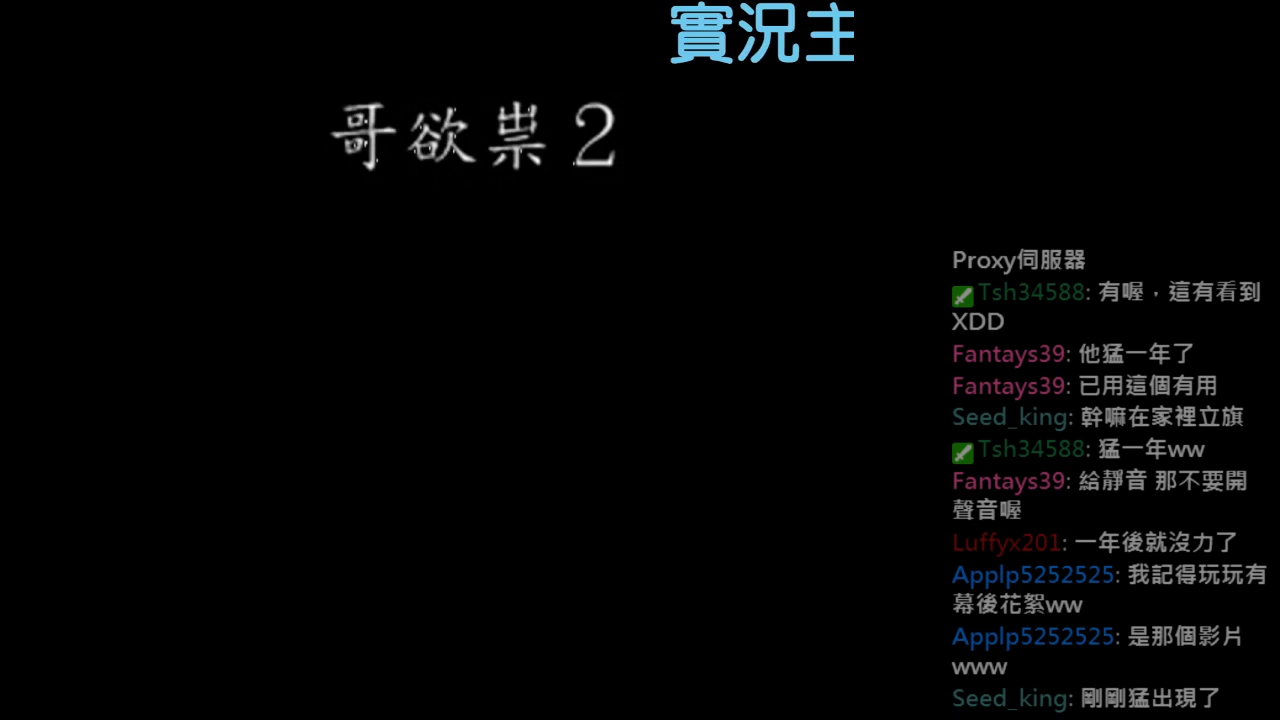 實況主
哥欲祟２
Proxy伺服器
Tsh34588: 有喔，這有看到
XDD
Fantays39: 他猛一年了
Fantays39: 已用這個有用
Seed_king: 幹嘛在家裡立旗
Tsh34588: 猛一年ww
Fantays39: 給靜音 那不要開
聲音喔
Luffyx201: 一年後就沒力了
Applp5252525: 我記得玩玩有
幕後花絮ww
Applp5252525: 是那個影片
www
Seed_king: 剛剛猛出現了